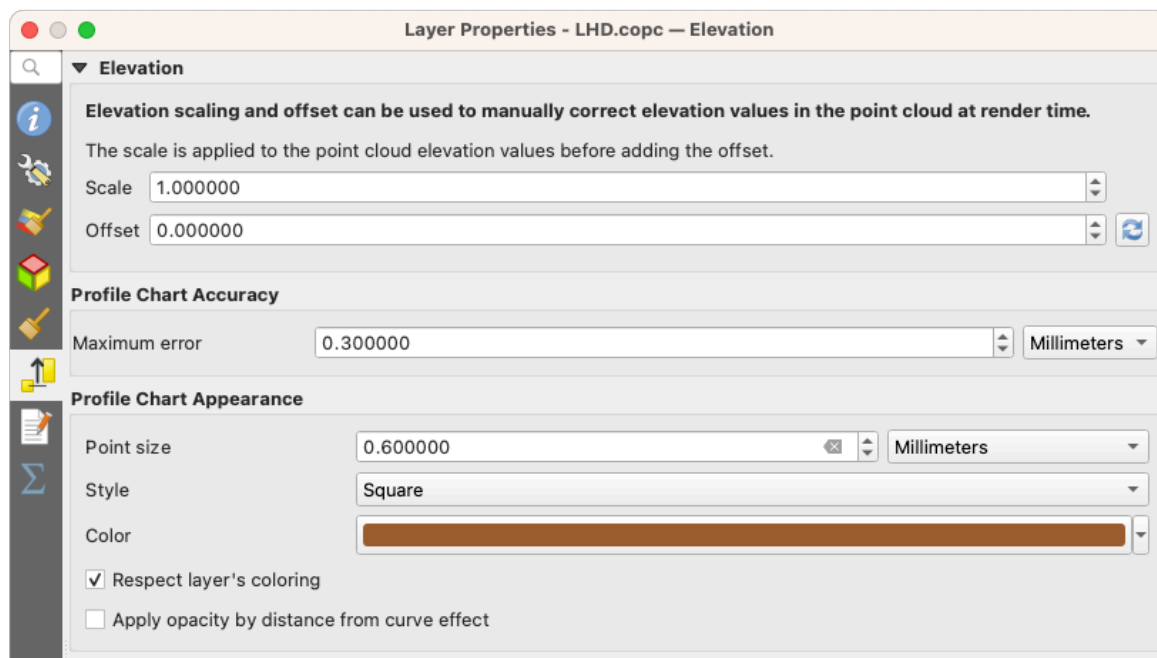 Layer Properties - LHD.copc — Elevation
Elevation
Elevation scaling and offset can be used to manually correct elevation values in the point cloud at render time.
The scale is applied to the point cloud elevation values before adding the offset.
Scale 1.000000
Offset 0.000000
Profile Chart Accuracy
Maximum error 0.300000 Millimeters
Profile Chart Appearance
Point size 0.600000 Millimeters
Style Square
Color
Respect layer's coloring
Apply opacity by distance from curve effect